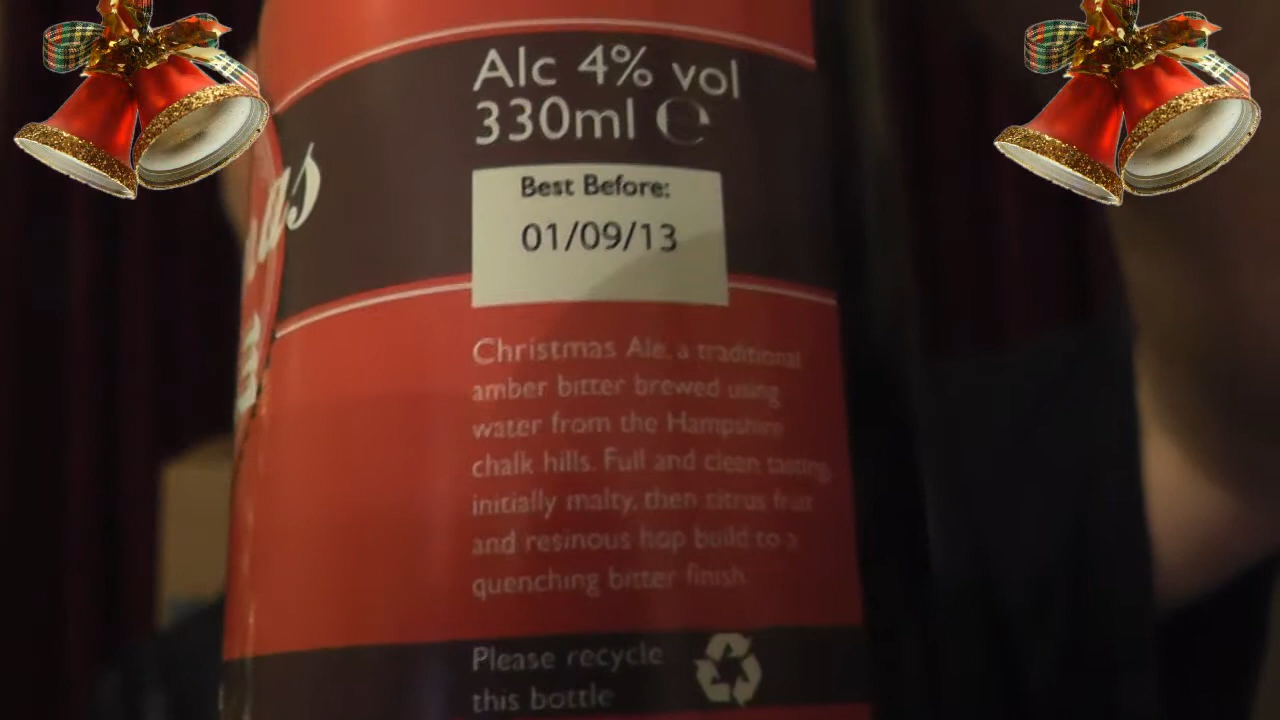 Alc 4% vol
330ml ℮
as
Best Before:
01/09/13
Christmas Ale, a traditional
amber bitter brewed using
water from the Hampshire
chalk hills. Full and clean tasting,
initially malty, then citrus fruit
and resinous hop build to a
quenching bitter finish.
Please recycle
this bottle